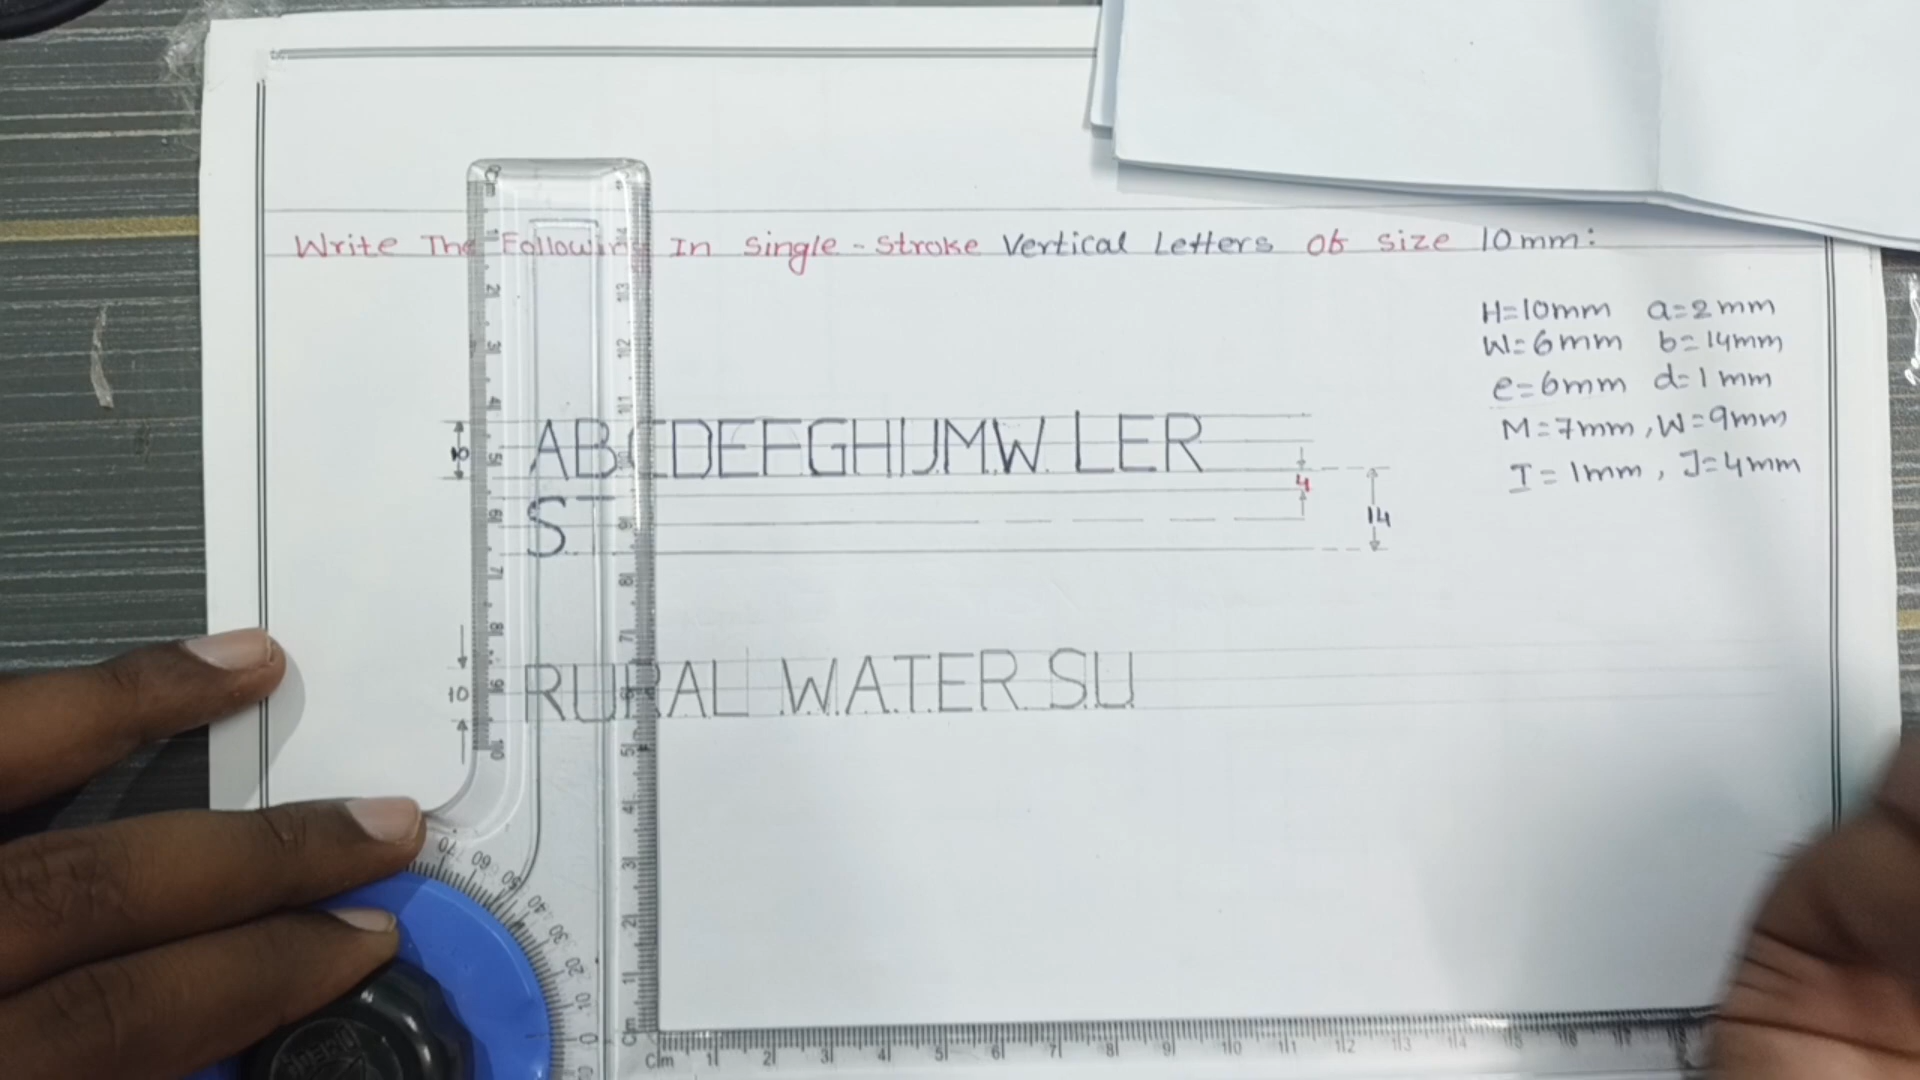 Write The Following In Single-Stroke Vertical Letters Of size 10mm:
H=10mm a=2mm
W=6mm b=14mm
e=6mm d=1mm
M=7mm, W=9mm
I=1mm, J=4mm
10 ABCDEFGHIJMW LER
4
ST
14
10 RURAL WATER SU